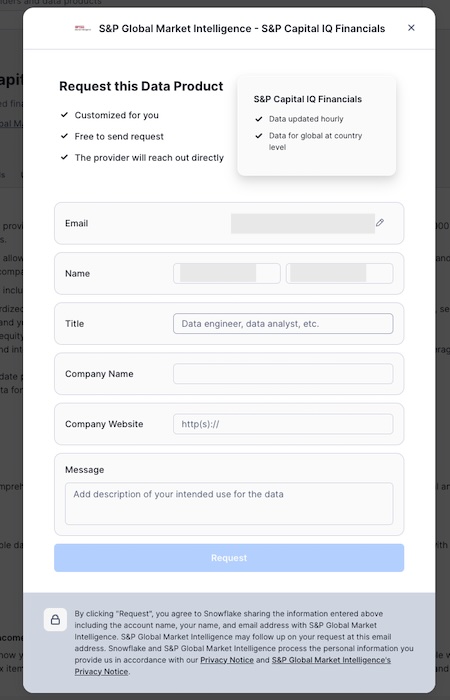 S&P Global Market Intelligence - S&P Capital IQ Financials
Request this Data Product
Customized for you
Free to send request
The provider will reach out directly
S&P Capital IQ Financials
Data updated hourly
Data for global at country
level
Email
Name
Title
Data engineer, data analyst, etc.
Company Name
Company Website
http(s)://
Message
Add description of your intended use for the data
Request
By clicking "Request", you agree to Snowflake sharing the information entered above
including the account name, your name, and email address with S&P Global Market
Intelligence. S&P Global Market Intelligence may follow up on your request at this email
address. Snowflake and S&P Global Market Intelligence process the personal information you
provide us in accordance with our Privacy Notice and S&P Global Market Intelligence's
Privacy Notice.